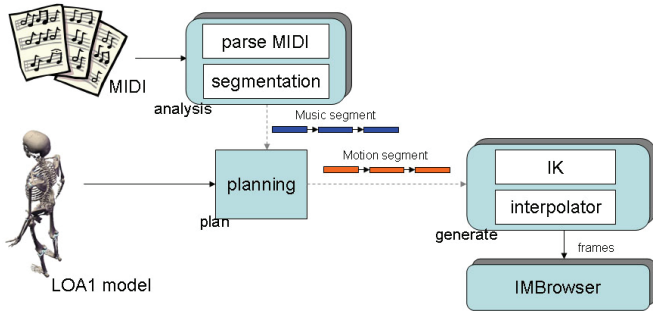 parse MIDI
MIDI
segmentation
analysis
Music segment
Motion segment
planning
plan
IK
interpolator
generate
frames
LOA1 model
IMBrowser